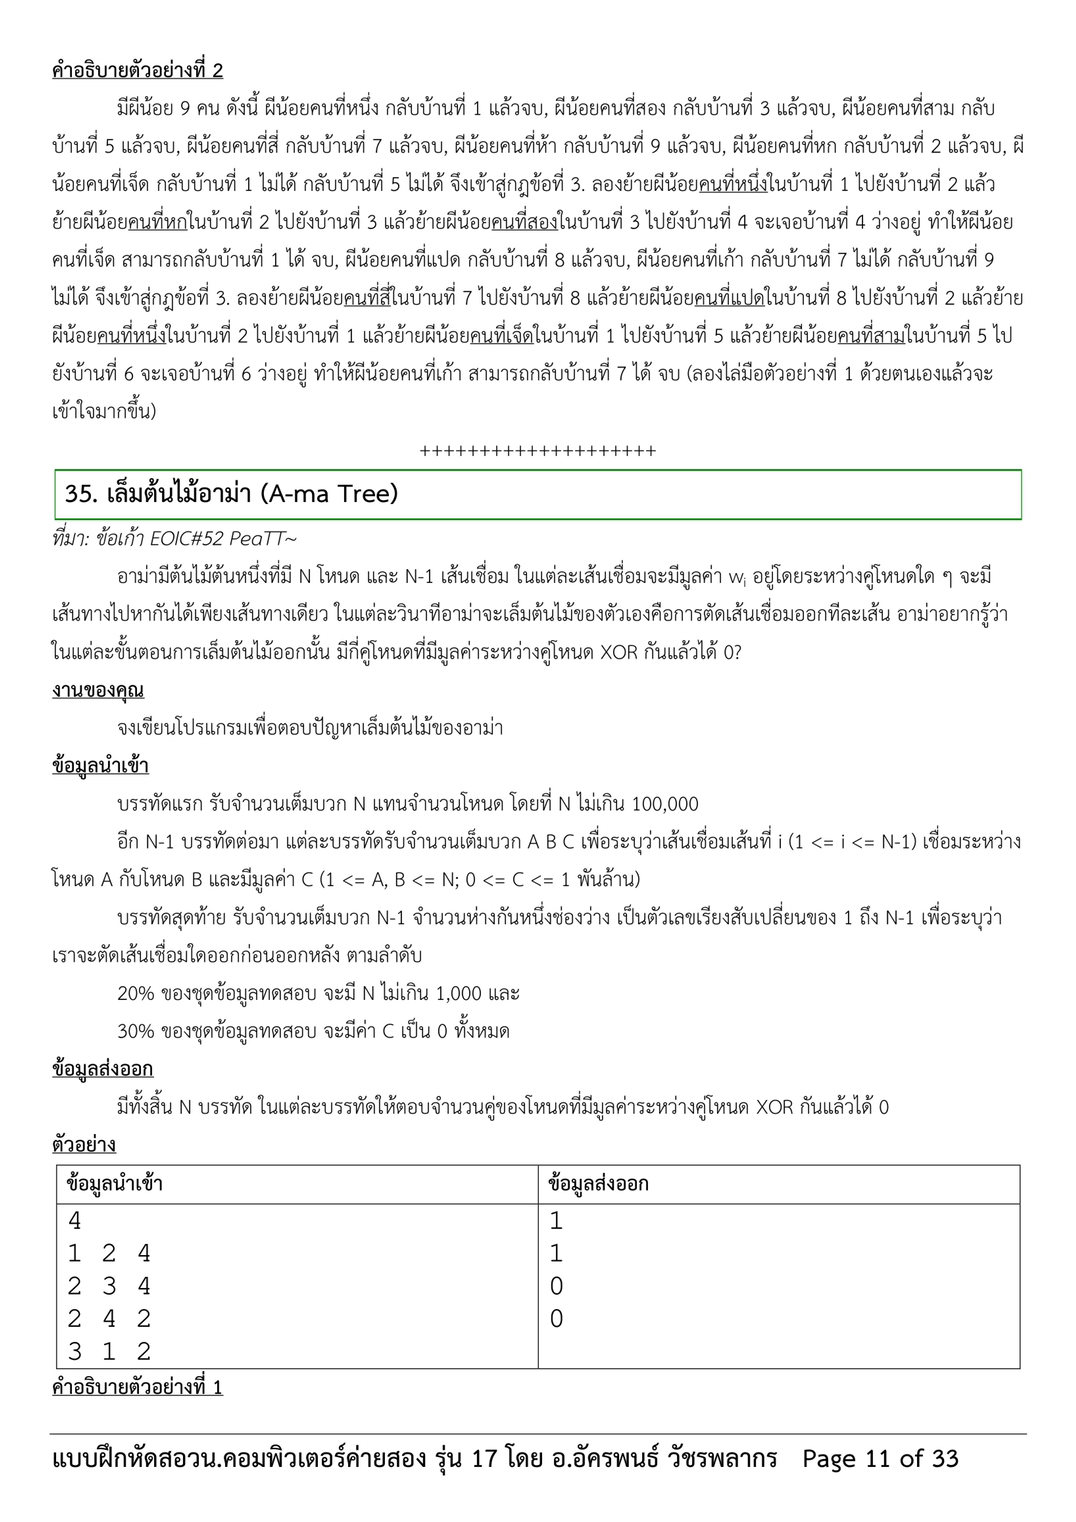 คำอธิบายตัวอย่างที่ 2
มีผีน้อย 9 คน ดังนี้ ผีน้อยคนที่หนึ่ง กลับบ้านที่ 1 แล้วจบ, ผีน้อยคนที่สอง กลับบ้านที่ 3 แล้วจบ, ผีน้อยคนที่สาม กลับ
บ้านที่ 5 แล้วจบ, ผีน้อยคนที่สี่ กลับบ้านที่ 7 แล้วจบ, ผีน้อยคนที่ห้า กลับบ้านที่ 9 แล้วจบ, ผีน้อยคนที่หก กลับบ้านที่ 2 แล้วจบ, ผี
น้อยคนที่เจ็ด กลับบ้านที่ 1 ไม่ได้ กลับบ้านที่ 5 ไม่ได้ จึงเข้าสู่กฎข้อที่ 3. ลองย้ายผีน้อยคนที่หนึ่งในบ้านที่ 1 ไปยังบ้านที่ 2 แล้ว
ย้ายผีน้อยคนที่หกในบ้านที่ 2 ไปยังบ้านที่ 3 แล้วย้ายผีน้อยคนที่สองในบ้านที่ 3 ไปยังบ้านที่ 4 จะเจอบ้านที่ 4 ว่างอยู่ ทำให้ผีน้อย
คนที่เจ็ด สามารถกลับบ้านที่ 1 ได้ จบ, ผีน้อยคนที่แปด กลับบ้านที่ 8 แล้วจบ, ผีน้อยคนที่เก้า กลับบ้านที่ 7 ไม่ได้ กลับบ้านที่ 9
ไม่ได้ จึงเข้าสู่กฎข้อที่ 3. ลองย้ายผีน้อยคนที่สี่ในบ้านที่ 7 ไปยังบ้านที่ 8 แล้วย้ายผีน้อยคนที่แปดในบ้านที่ 8 ไปยังบ้านที่ 2 แล้วย้าย
ผีน้อยคนที่หนึ่งในบ้านที่ 2 ไปยังบ้านที่ 1 แล้วย้ายผีน้อยคนที่เจ็ดในบ้านที่ 1 ไปยังบ้านที่ 5 แล้วย้ายผีน้อยคนที่สามในบ้านที่ 5 ไป
ยังบ้านที่ 6 จะเจอบ้านที่ 6 ว่างอยู่ ทำให้ผีน้อยคนที่เก้า สามารถกลับบ้านที่ 7 ได้ จบ (ลองไล่มือตัวอย่างที่ 1 ด้วยตนเองแล้วจะ
เข้าใจมากขึ้น)
++++++++++++++++++++
35. เล็มต้นไม้อาม่า (A-ma Tree)
ที่มา: ข้อเก้า EOIC#52 PeaTT~
อาม่ามีต้นไม้ต้นหนึ่งที่มี N โหนด และ N-1 เส้นเชื่อม ในแต่ละเส้นเชื่อมจะมีมูลค่า wi อยู่โดยระหว่างคู่โหนดใด ๆ จะมี
เส้นทางไปหากันได้เพียงเส้นทางเดียว ในแต่ละวินาทีอาม่าจะเล็มต้นไม้ของตัวเองคือการตัดเส้นเชื่อมออกทีละเส้น อาม่าอยากรู้ว่า
ในแต่ละขั้นตอนการเล็มต้นไม้ออกนั้น มีกี่คู่โหนดที่มีมูลค่าระหว่างคู่โหนด XOR กันแล้วได้ 0?
งานของคุณ
จงเขียนโปรแกรมเพื่อตอบปัญหาเล็มต้นไม้ของอาม่า
ข้อมูลนำเข้า
บรรทัดแรก รับจำนวนเต็มบวก N แทนจำนวนโหนด โดยที่ N ไม่เกิน 100,000
อีก N-1 บรรทัดต่อมา แต่ละบรรทัดรับจำนวนเต็มบวก A B C เพื่อระบุว่าเส้นเชื่อมเส้นที่ i (1 <= i <= N-1) เชื่อมระหว่าง
โหนด A กับโหนด B และมีมูลค่า C (1 <= A, B <= N; 0 <= C <= 1 พันล้าน)
บรรทัดสุดท้าย รับจำนวนเต็มบวก N-1 จำนวนห่างกันหนึ่งช่องว่าง เป็นตัวเลขเรียงสับเปลี่ยนของ 1 ถึง N-1 เพื่อระบุว่า
เราจะตัดเส้นเชื่อมใดออกก่อนออกหลัง ตามลำดับ
20% ของชุดข้อมูลทดสอบ จะมี N ไม่เกิน 1,000 และ
30% ของชุดข้อมูลทดสอบ จะมีค่า C เป็น 0 ทั้งหมด
ข้อมูลส่งออก
มีทั้งสิ้น N บรรทัด ในแต่ละบรรทัดให้ตอบจำนวนคู่ของโหนดที่มีมูลค่าระหว่างคู่โหนด XOR กันแล้วได้ 0
ตัวอย่าง
ข้อมูลนำเข้า ข้อมูลส่งออก
4 1
1 2 4 1
2 3 4 0
2 4 2 0
3 1 2
คำอธิบายตัวอย่างที่ 1
แบบฝึกหัดสอวน.คอมพิวเตอร์ค่ายสอง รุ่น 17 โดย อ.อัครพนธ์ วัชรพลากร Page 11 of 33